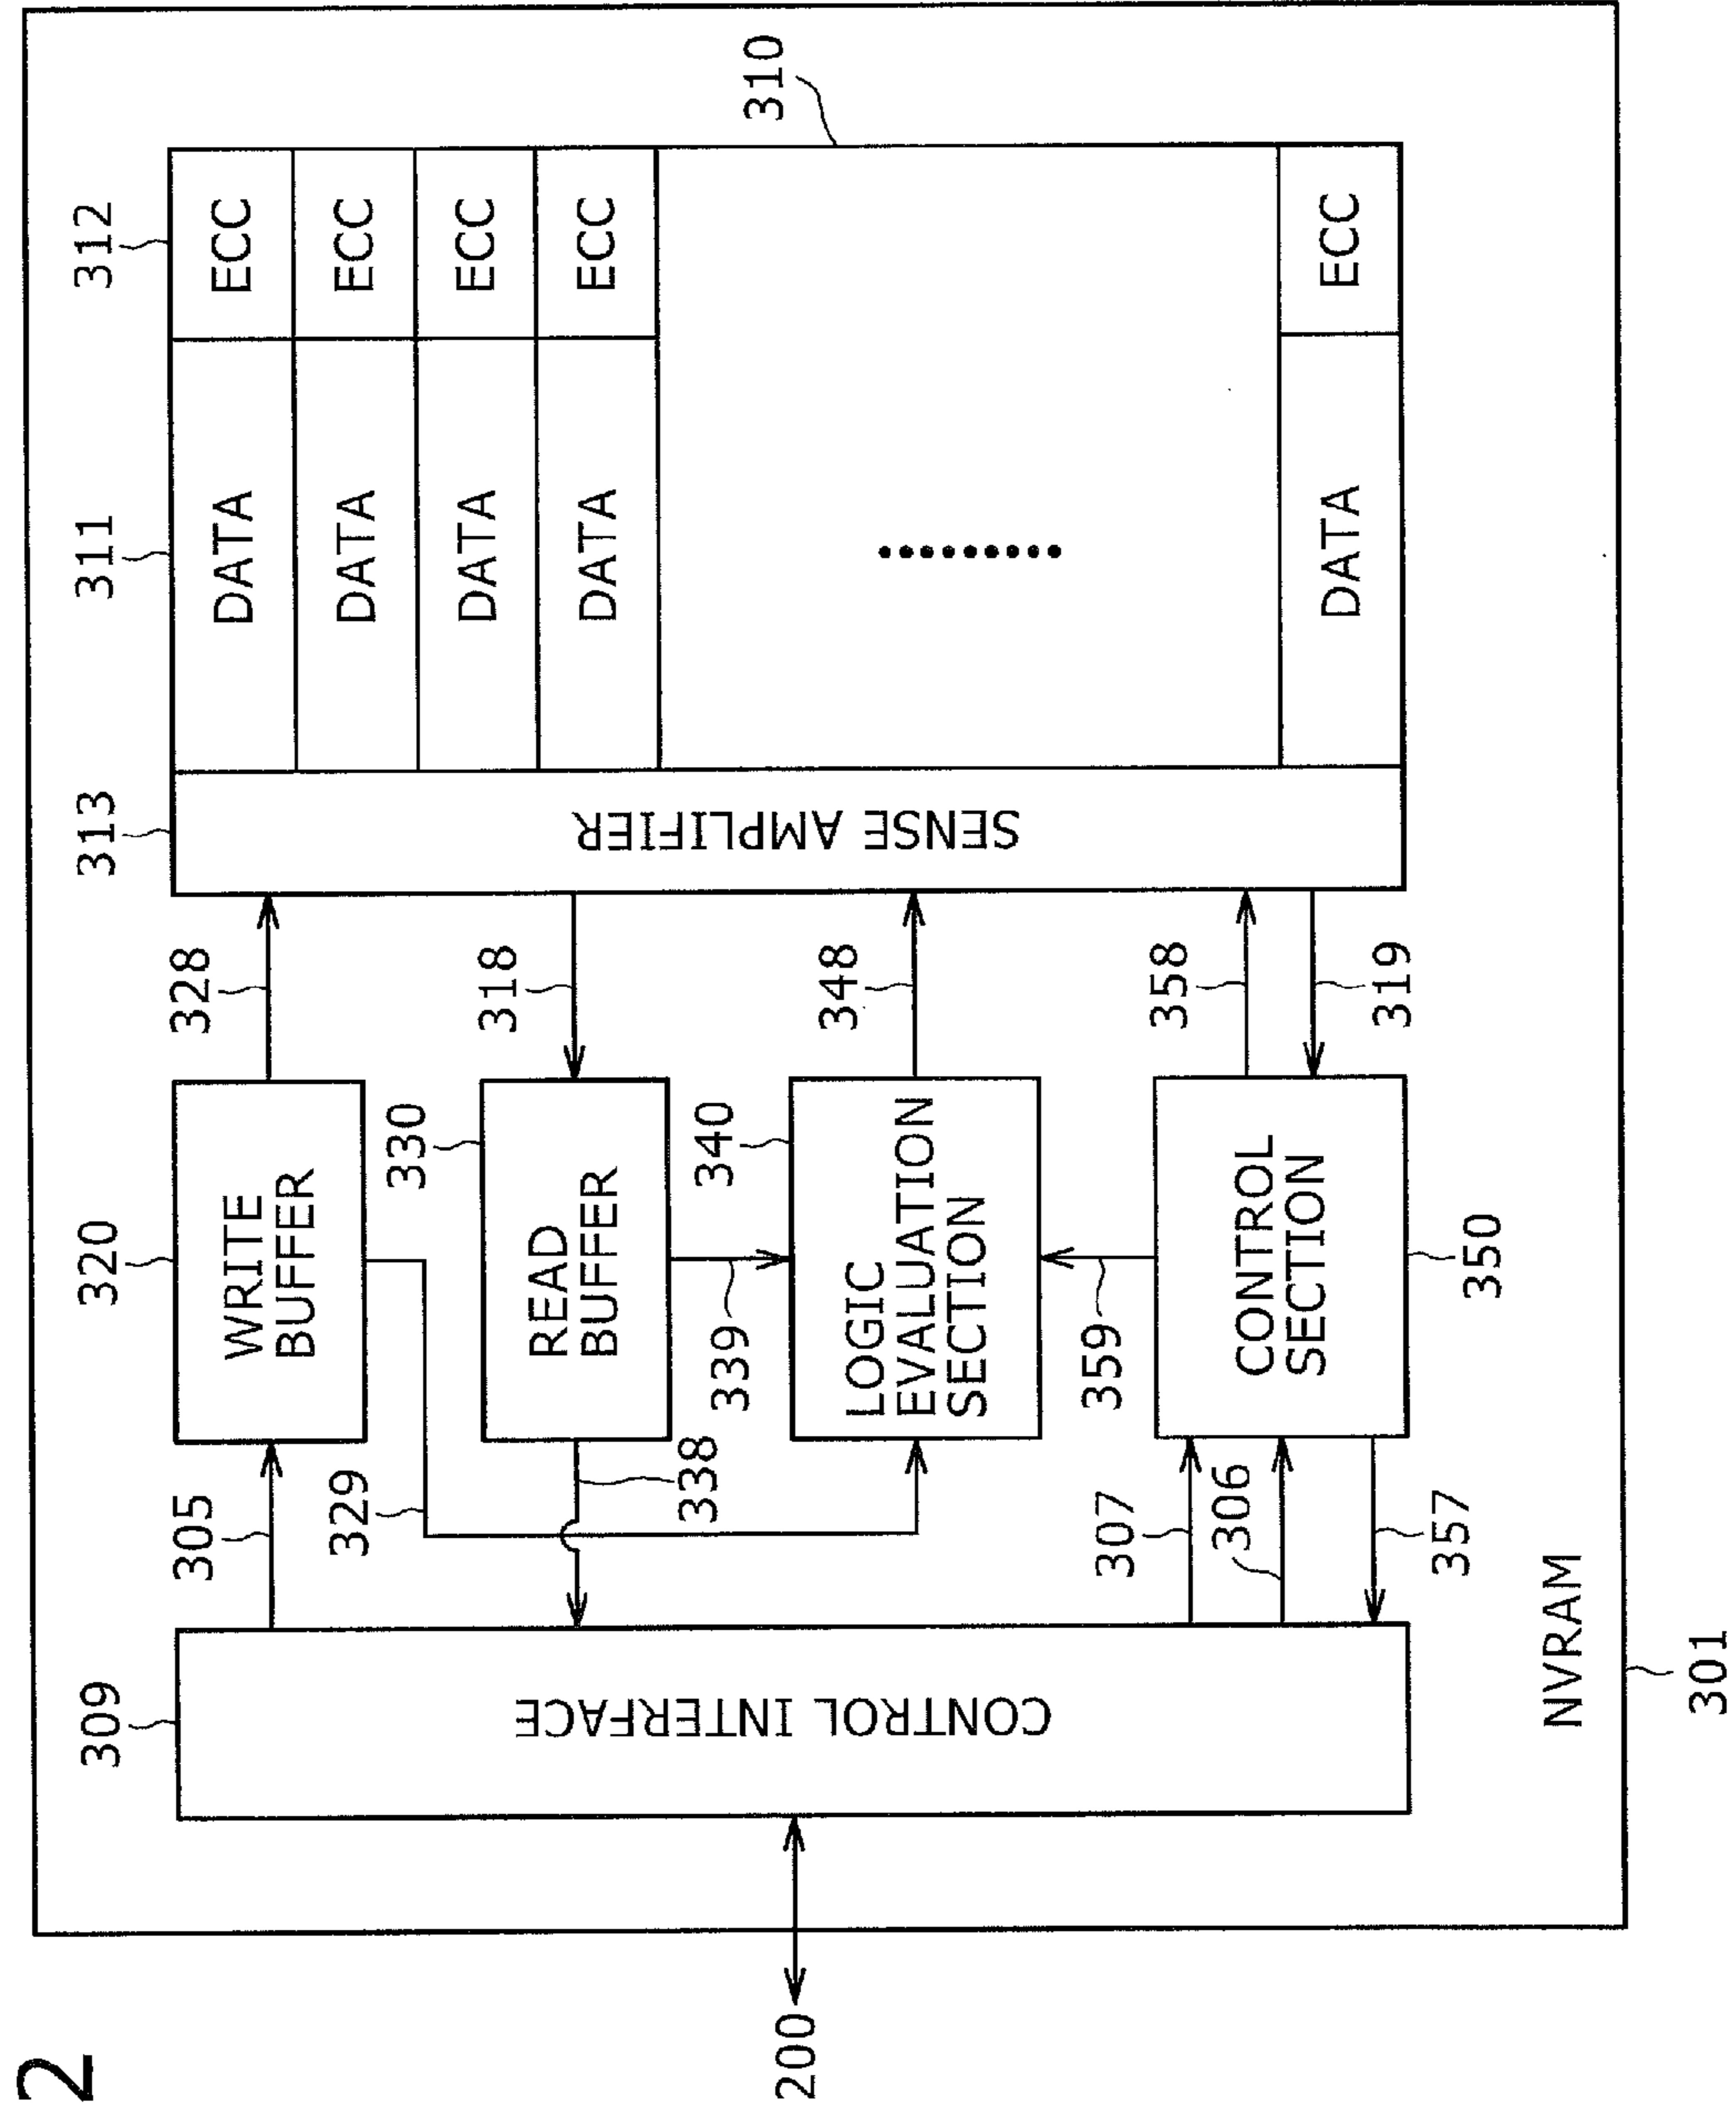 2
NVRAM
301
200
309
CONTROL INTERFACE
305
329
338
307
306
357
320
WRITE
BUFFER
330
READ
BUFFER
339
340
LOGIC
EVALUATION
SECTION
359
CONTROL
SECTION
350
328
318
348
358
319
313
SENSE AMPLIFIER
311
312
310
DATA ECC
DATA ECC
DATA ECC
DATA ECC
.........
DATA ECC